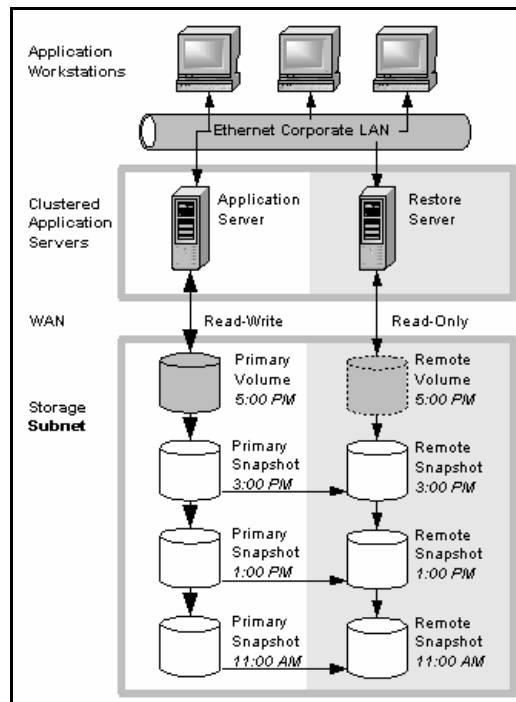 Application
Workstations
Ethernet Corporate LAN
Clustered
Application
Servers
Application
Server
Restore
Server
WAN
Read-Write
Read-Only
Storage
Subnet
Primary
Volume
5:00 PM
Remote
Volume
5:00 PM
Primary
Snapshot
3:00 PM
Remote
Snapshot
3:00 PM
Primary
Snapshot
1:00 PM
Remote
Snapshot
1:00 PM
Primary
Snapshot
11:00 AM
Remote
Snapshot
11:00 AM